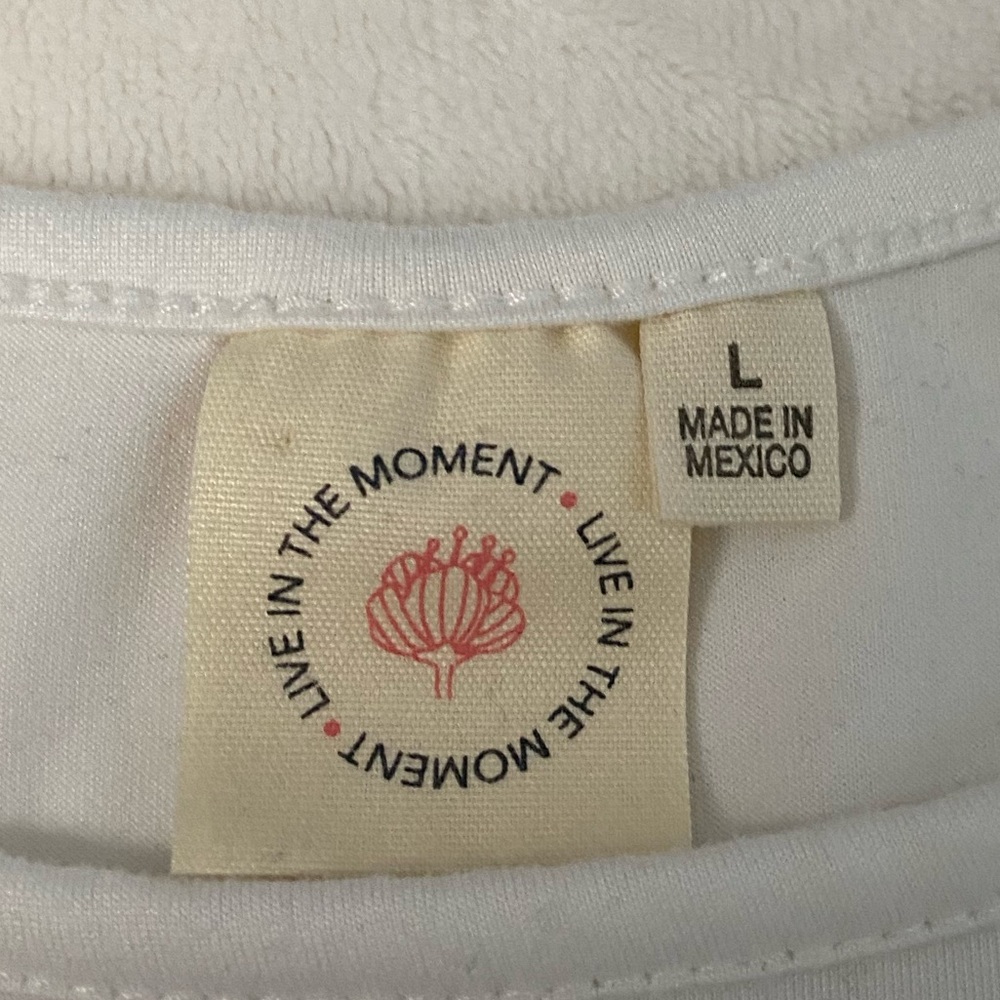 LIVE IN THE MOMENT • LIVE IN THE MOMENT •
L
MADE IN
MEXICO